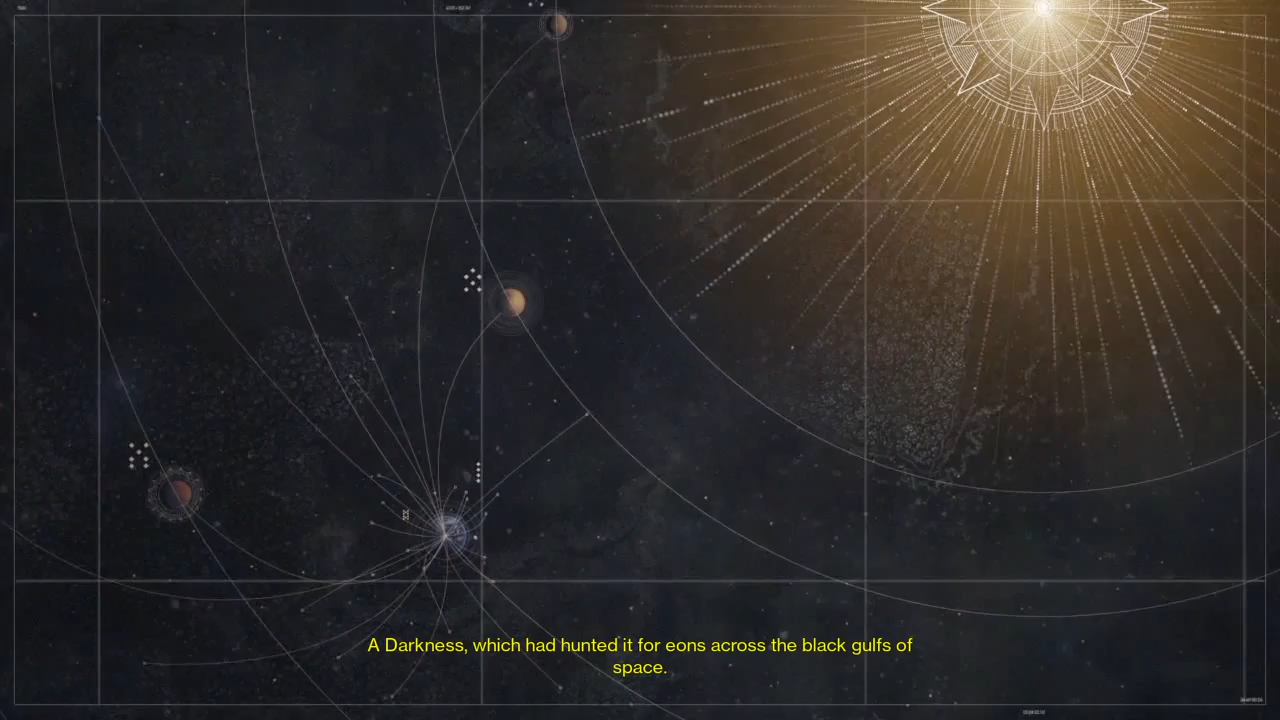 A Darkness, which had hunted it for eons across the black gulfs of
space.